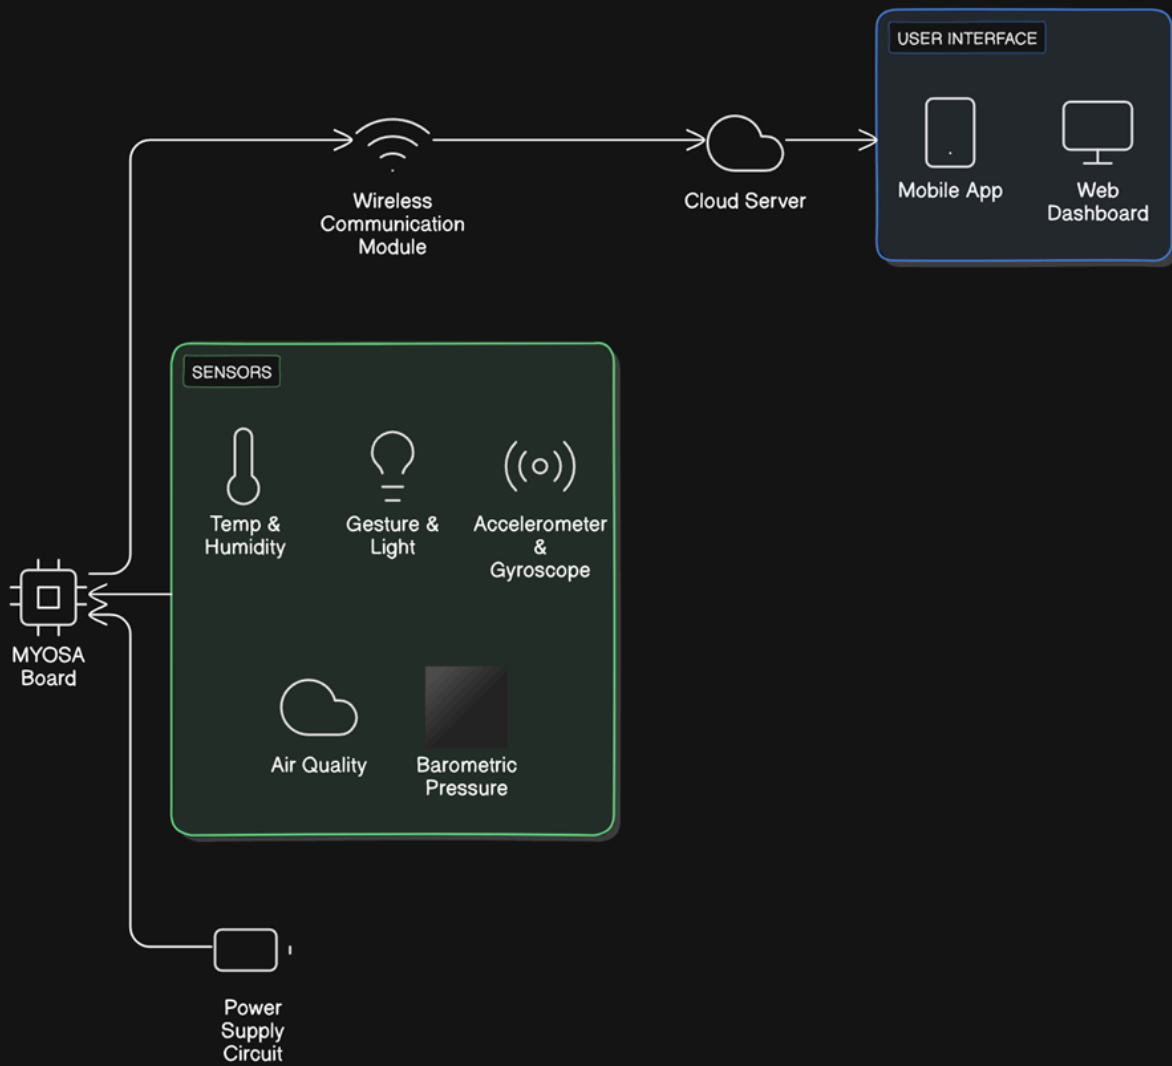 USER INTERFACE
Mobile App
Web
Dashboard
Wireless
Communication
Module
Cloud Server
SENSORS
Temp &
Humidity
Gesture &
Light
Accelerometer
&
Gyroscope
MYOSA
Board
Air Quality
Barometric
Pressure
Power
Supply
Circuit